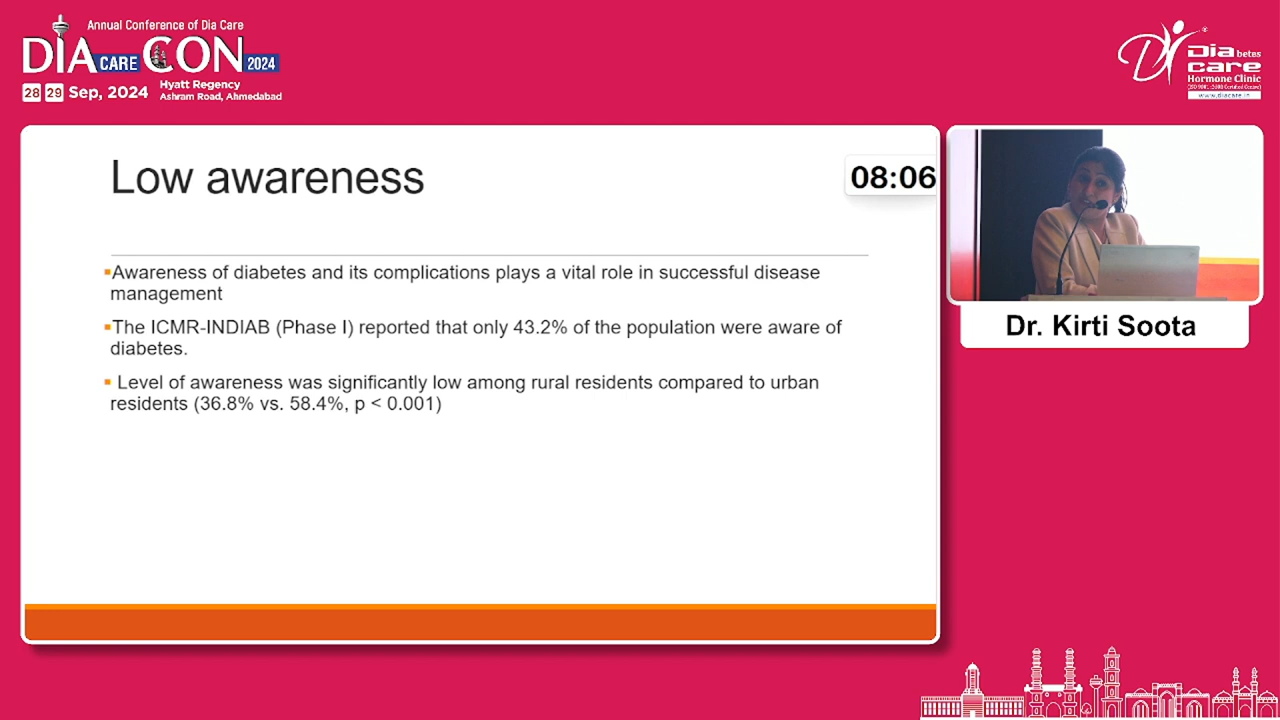 Annual Conference of Dia Care
DIA CARE CON 2024
28 29 Sep, 2024
Hyatt Regency
Ashram Road, Ahmedabad
Diabetes
care
Hormone Clinic
www.diacare.in
Low awareness
08:06
▪Awareness of diabetes and its complications plays a vital role in successful disease
management
▪The ICMR-INDIAB (Phase I) reported that only 43.2% of the population were aware of
diabetes.
▪ Level of awareness was significantly low among rural residents compared to urban
residents (36.8% vs. 58.4%, p < 0.001)
Dr. Kirti Soota